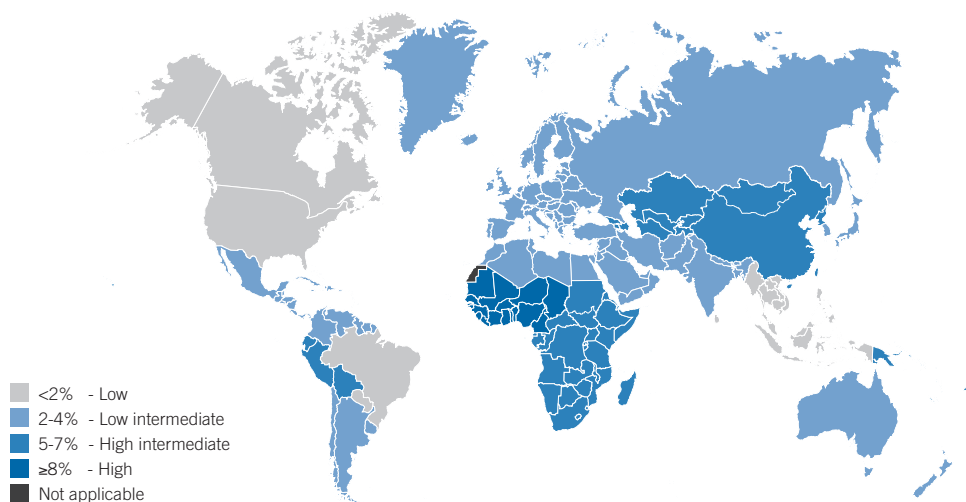 <2% - Low
2-4% - Low intermediate
5-7% - High intermediate
≥8% - High
Not applicable